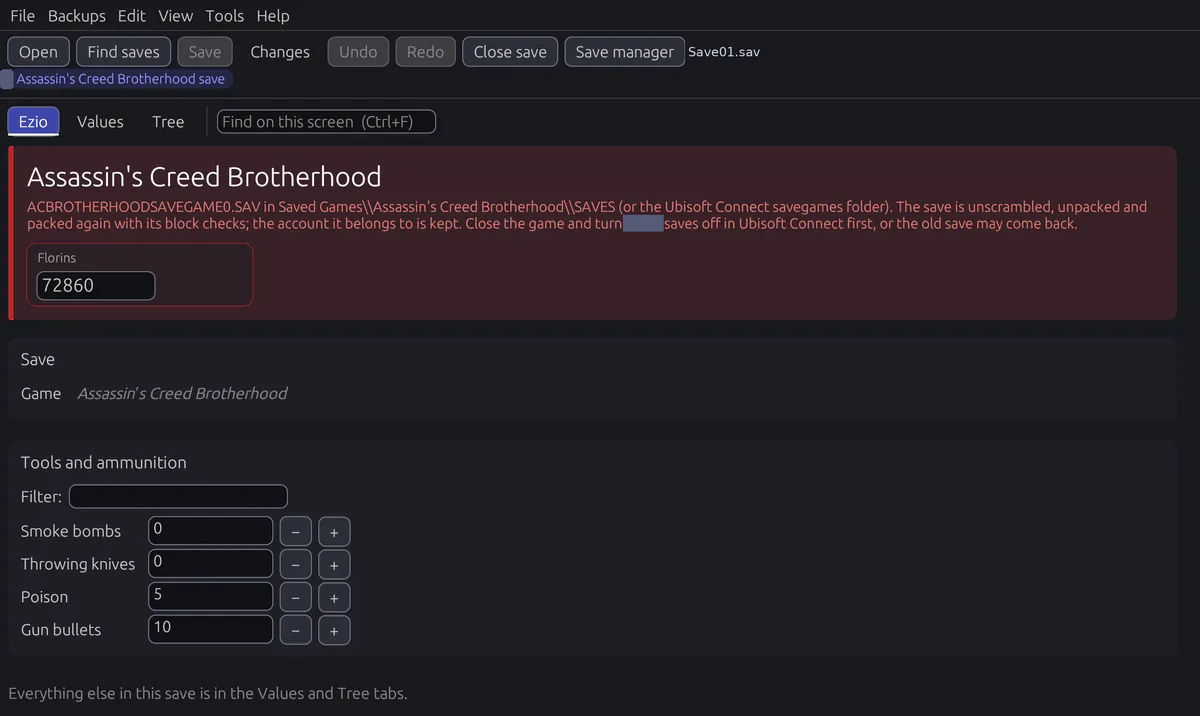 File Backups Edit View Tools Help
Open Find saves Save Changes Undo Redo Close save Save manager Save01.sav
Assassin's Creed Brotherhood save
Ezio Values Tree Find on this screen (Ctrl+F)
Assassin's Creed Brotherhood
ACBROTHERHOODSAVEGAME0.SAV in Saved Games\\Assassin's Creed Brotherhood\\SAVES (or the Ubisoft Connect savegames folder). The save is unscrambled, unpacked and
packed again with its block checks; the account it belongs to is kept. Close the game and turn saves off in Ubisoft Connect first, or the old save may come back.
Florins
72860
Save
Game Assassin's Creed Brotherhood
Tools and ammunition
Filter:
Smoke bombs 0 − +
Throwing knives 0 − +
Poison 5 − +
Gun bullets 10 − +
Everything else in this save is in the Values and Tree tabs.